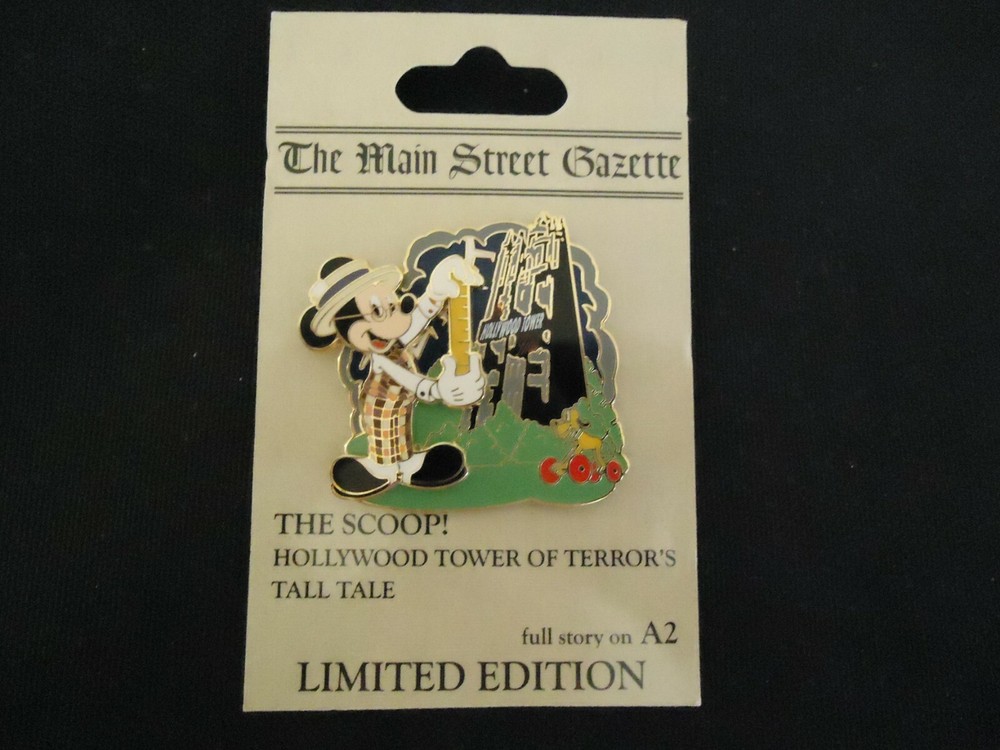 The Main Street Gazette
HOLLYWOOD TOWER
THE SCOOP!
HOLLYWOOD TOWER OF TERROR'S
TALL TALE
full story on A2
LIMITED EDITION